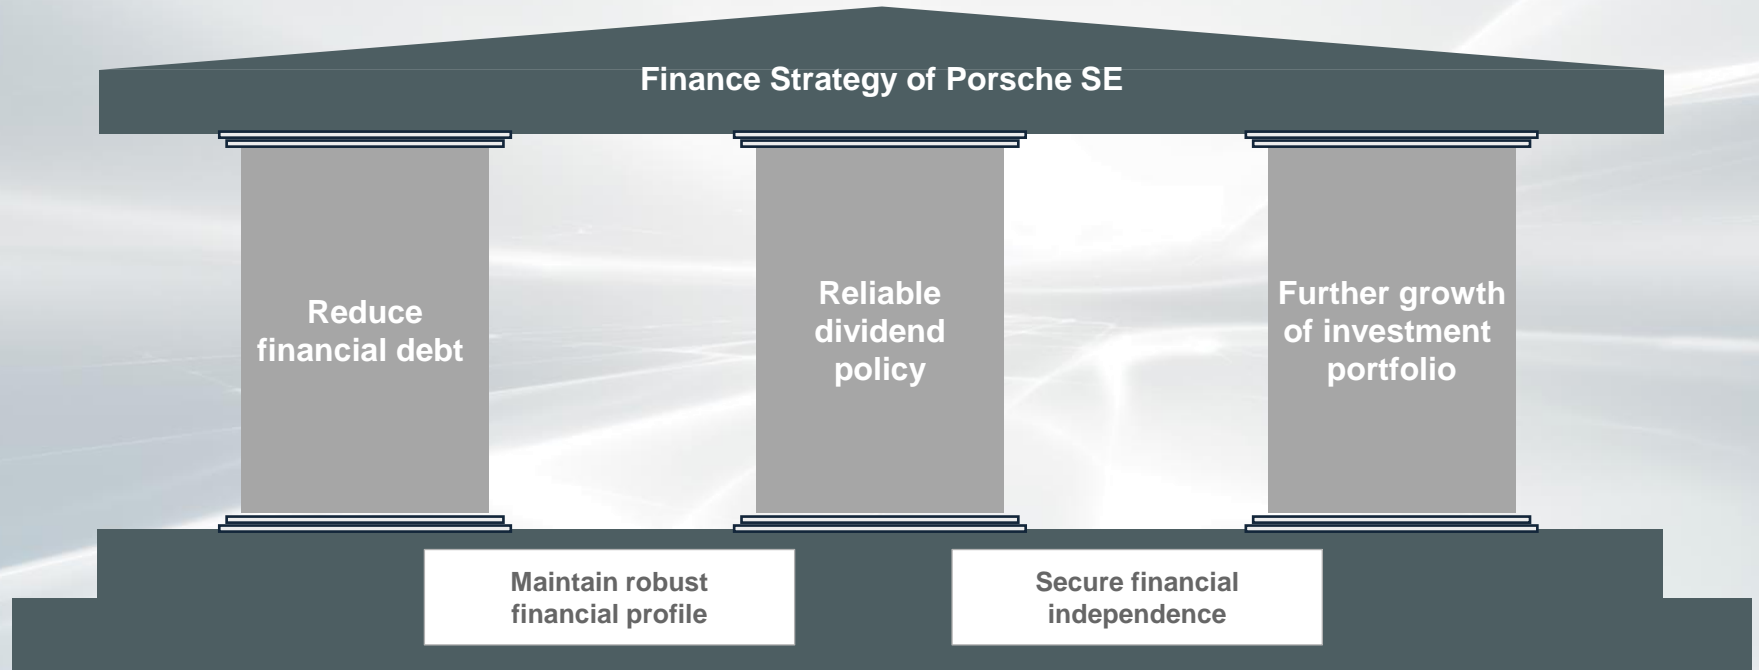 Finance Strategy of Porsche SE
Reduce
financial debt
Reliable
dividend
policy
Further growth
of investment
portfolio
Maintain robust
financial profile
Secure financial
independence